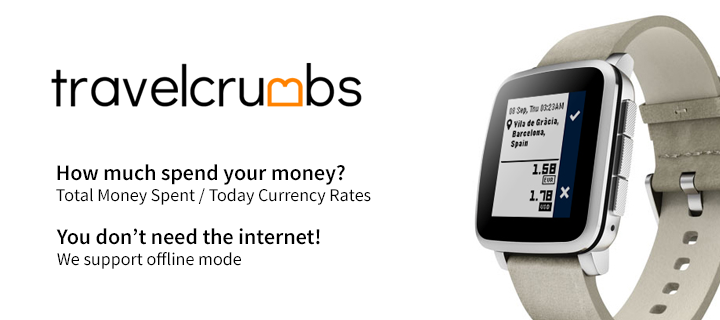 travelcrumbs
How much spend your money?
Total Money Spent / Today Currency Rates
You don't need the internet!
We support offline mode
08 Sep, Thu 03:23AM
Vila de Gràcia,
Barcelona,
Spain
1.58
EUR
1.78
USD